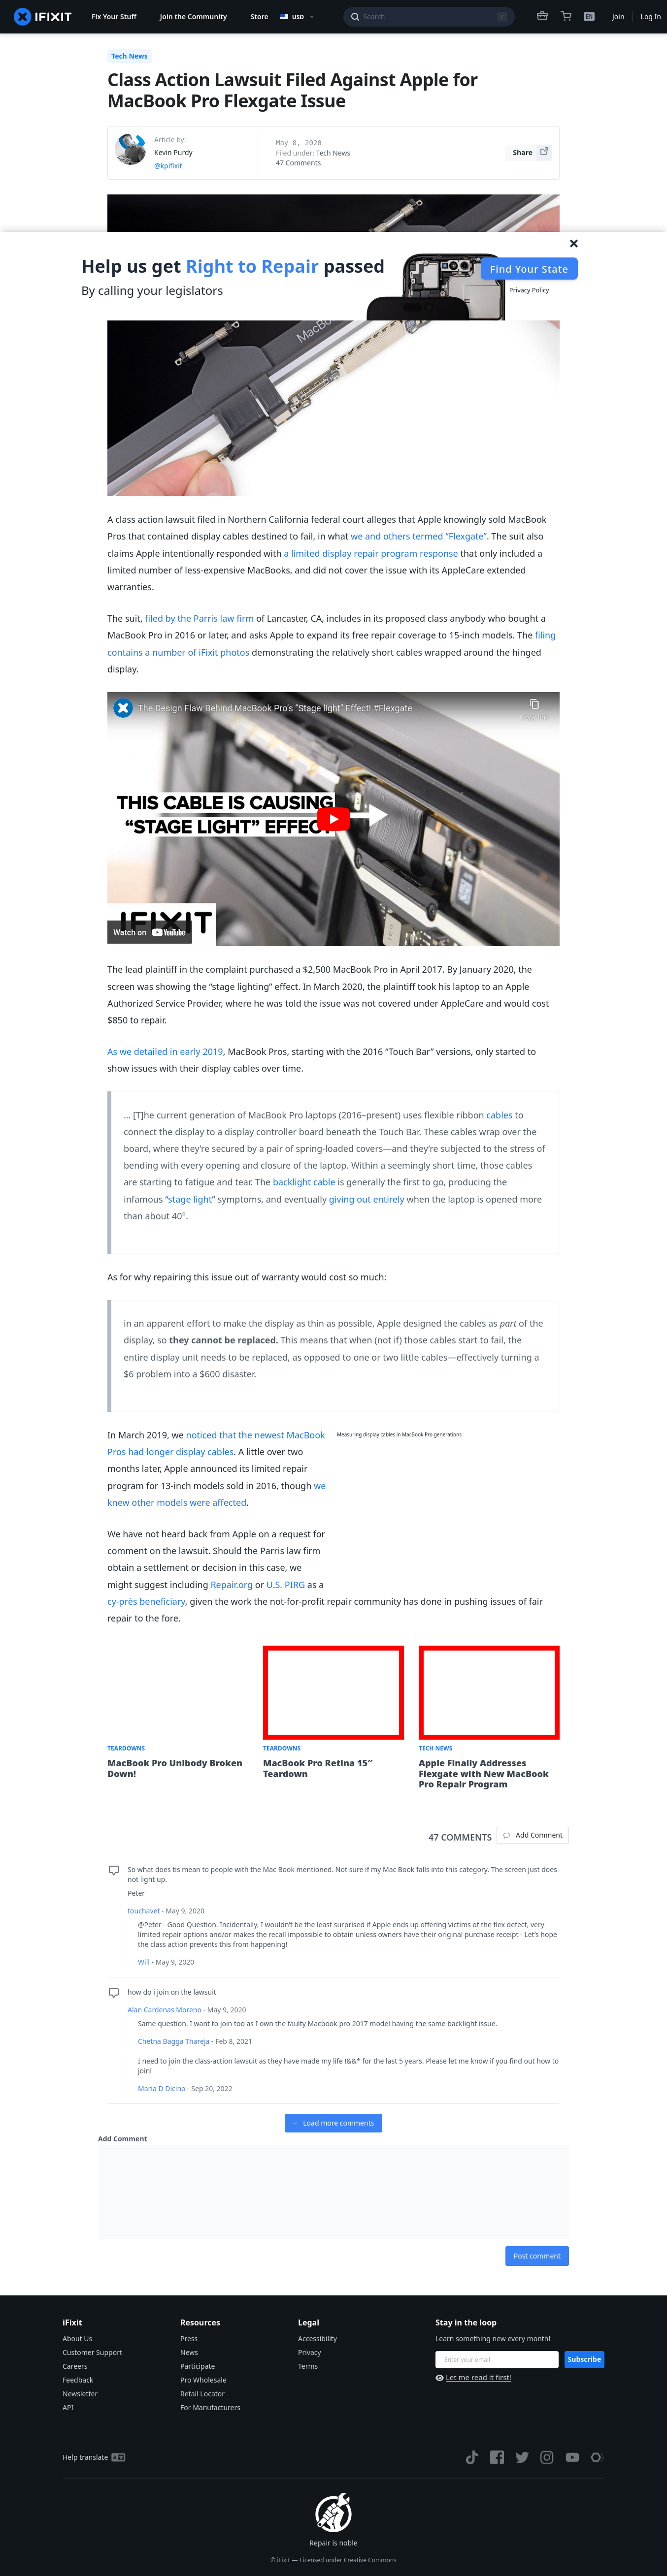 IFIXIT
Fix Your Stuff
Join the Community
Store
USD
Search
/
EN
Join
Log In
Tech News
Class Action Lawsuit Filed Against Apple for
MacBook Pro Flexgate Issue
Article by:
Kevin Purdy
@kpifixit
May 8, 2020
Filed under: Tech News
47 Comments
Share
Help us get Right to Repair passed
By calling your legislators
Find Your State
Privacy Policy
MacBook
A class action lawsuit filed in Northern California federal court alleges that Apple knowingly sold MacBook
Pros that contained display cables destined to fail, in what we and others termed “Flexgate”. The suit also
claims Apple intentionally responded with a limited display repair program response that only included a
limited number of less-expensive MacBooks, and did not cover the issue with its AppleCare extended
warranties.
The suit, filed by the Parris law firm of Lancaster, CA, includes in its proposed class anybody who bought a
MacBook Pro in 2016 or later, and asks Apple to expand its free repair coverage to 15-inch models. The filing
contains a number of iFixit photos demonstrating the relatively short cables wrapped around the hinged
display.
The Design Flaw Behind MacBook Pro’s “Stage light” Effect! #Flexgate
Copy link
THIS CABLE IS CAUSING
“STAGE LIGHT” EFFECT
IFIXIT
Watch on YouTube
The lead plaintiff in the complaint purchased a $2,500 MacBook Pro in April 2017. By January 2020, the
screen was showing the “stage lighting” effect. In March 2020, the plaintiff took his laptop to an Apple
Authorized Service Provider, where he was told the issue was not covered under AppleCare and would cost
$850 to repair.
As we detailed in early 2019, MacBook Pros, starting with the 2016 “Touch Bar” versions, only started to
show issues with their display cables over time.
… [T]he current generation of MacBook Pro laptops (2016–present) uses flexible ribbon cables to
connect the display to a display controller board beneath the Touch Bar. These cables wrap over the
board, where they’re secured by a pair of spring-loaded covers—and they’re subjected to the stress of
bending with every opening and closure of the laptop. Within a seemingly short time, those cables
are starting to fatigue and tear. The backlight cable is generally the first to go, producing the
infamous “stage light” symptoms, and eventually giving out entirely when the laptop is opened more
than about 40°.
As for why repairing this issue out of warranty would cost so much:
in an apparent effort to make the display as thin as possible, Apple designed the cables as part of the
display, so they cannot be replaced. This means that when (not if) those cables start to fail, the
entire display unit needs to be replaced, as opposed to one or two little cables—effectively turning a
$6 problem into a $600 disaster.
In March 2019, we noticed that the newest MacBook
Pros had longer display cables. A little over two
months later, Apple announced its limited repair
program for 13-inch models sold in 2016, though we
knew other models were affected.
Measuring display cables in MacBook Pro generations
We have not heard back from Apple on a request for
comment on the lawsuit. Should the Parris law firm
obtain a settlement or decision in this case, we
might suggest including Repair.org or U.S. PIRG as a
cy-près beneficiary, given the work the not-for-profit repair community has done in pushing issues of fair
repair to the fore.
TEARDOWNS
MacBook Pro Unibody Broken
Down!
TEARDOWNS
MacBook Pro Retina 15″
Teardown
TECH NEWS
Apple Finally Addresses
Flexgate with New MacBook
Pro Repair Program
47 COMMENTS
Add Comment
So what does tis mean to people with the Mac Book mentioned. Not sure if my Mac Book falls into this category. The screen just does
not light up.
Peter
touchavet - May 9, 2020
@Peter - Good Question. Incidentally, I wouldn’t be the least surprised if Apple ends up offering victims of the flex defect, very
limited repair options and/or makes the recall impossible to obtain unless owners have their original purchase receipt - Let’s hope
the class action prevents this from happening!
Will - May 9, 2020
how do i join on the lawsuit
Alan Cardenas Moreno - May 9, 2020
Same question. I want to join too as I own the faulty Macbook pro 2017 model having the same backlight issue.
Chetna Bagga Thareja - Feb 8, 2021
I need to join the class-action lawsuit as they have made my life !&&* for the last 5 years. Please let me know if you find out how to
join!
Maria D Dicino - Sep 20, 2022
Load more comments
Add Comment
Post comment
iFixit
About Us
Customer Support
Careers
Feedback
Newsletter
API
Resources
Press
News
Participate
Pro Wholesale
Retail Locator
For Manufacturers
Legal
Accessibility
Privacy
Terms
Stay in the loop
Learn something new every month!
Enter your email
Subscribe
Let me read it first!
Help translate
Repair is noble
© iFixit — Licensed under Creative Commons